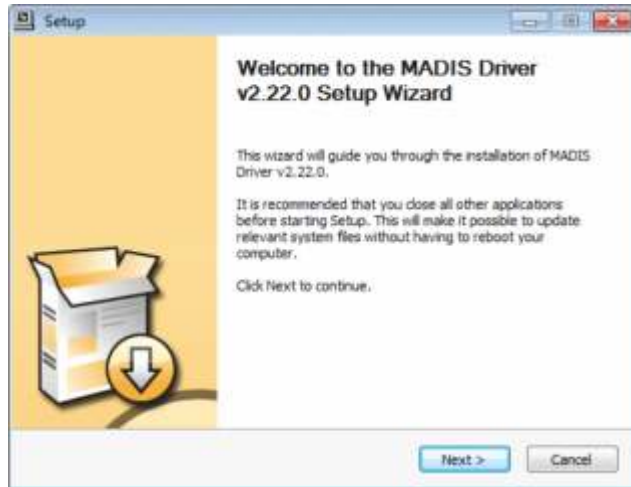 Setup
Welcome to the MADIS Driver
v2.22.0 Setup Wizard
This wizard will guide you through the installation of MADIS
Driver v2.22.0.
It is recommended that you close all other applications
before starting Setup. This will make it possible to update
relevant system files without having to reboot your
computer.
Click Next to continue.
Next >
Cancel